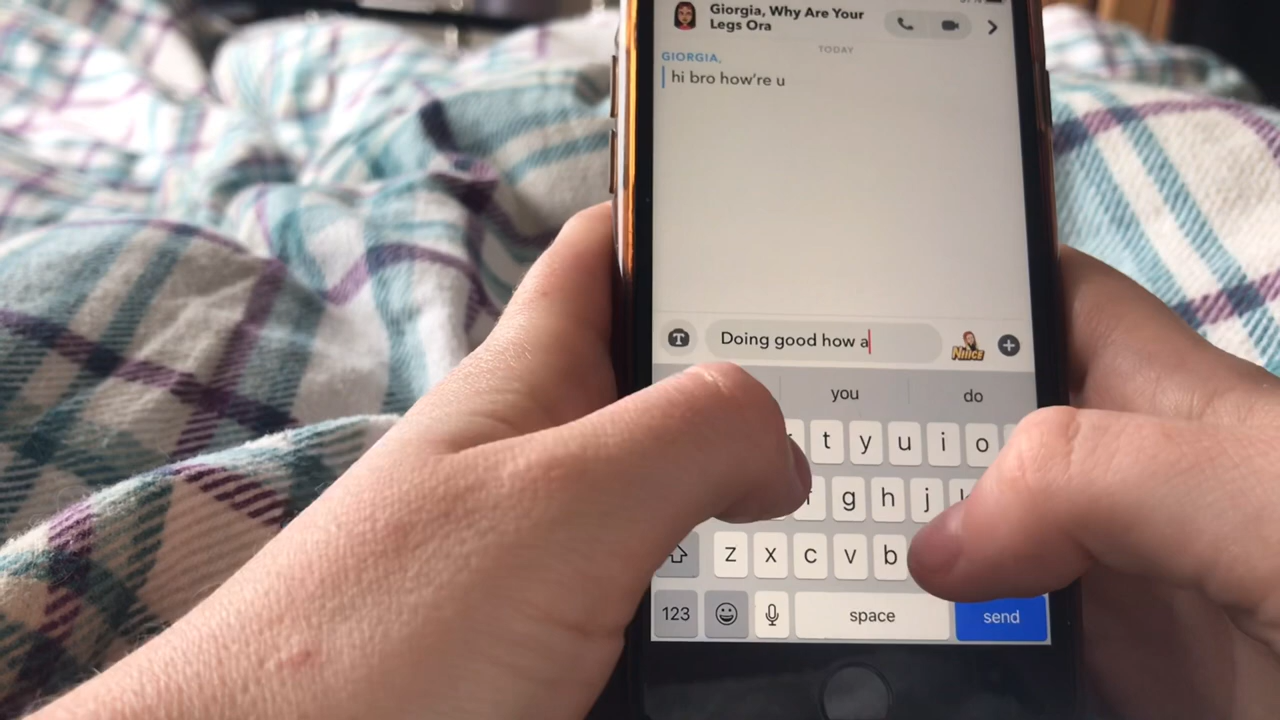 Giorgia, Why Are Your
Legs Ora
TODAY
GIORGIA,
hi bro how're u
T
Doing good how a
NIIICE
you do
t y u i o
g h j
z x c v b
123 space send